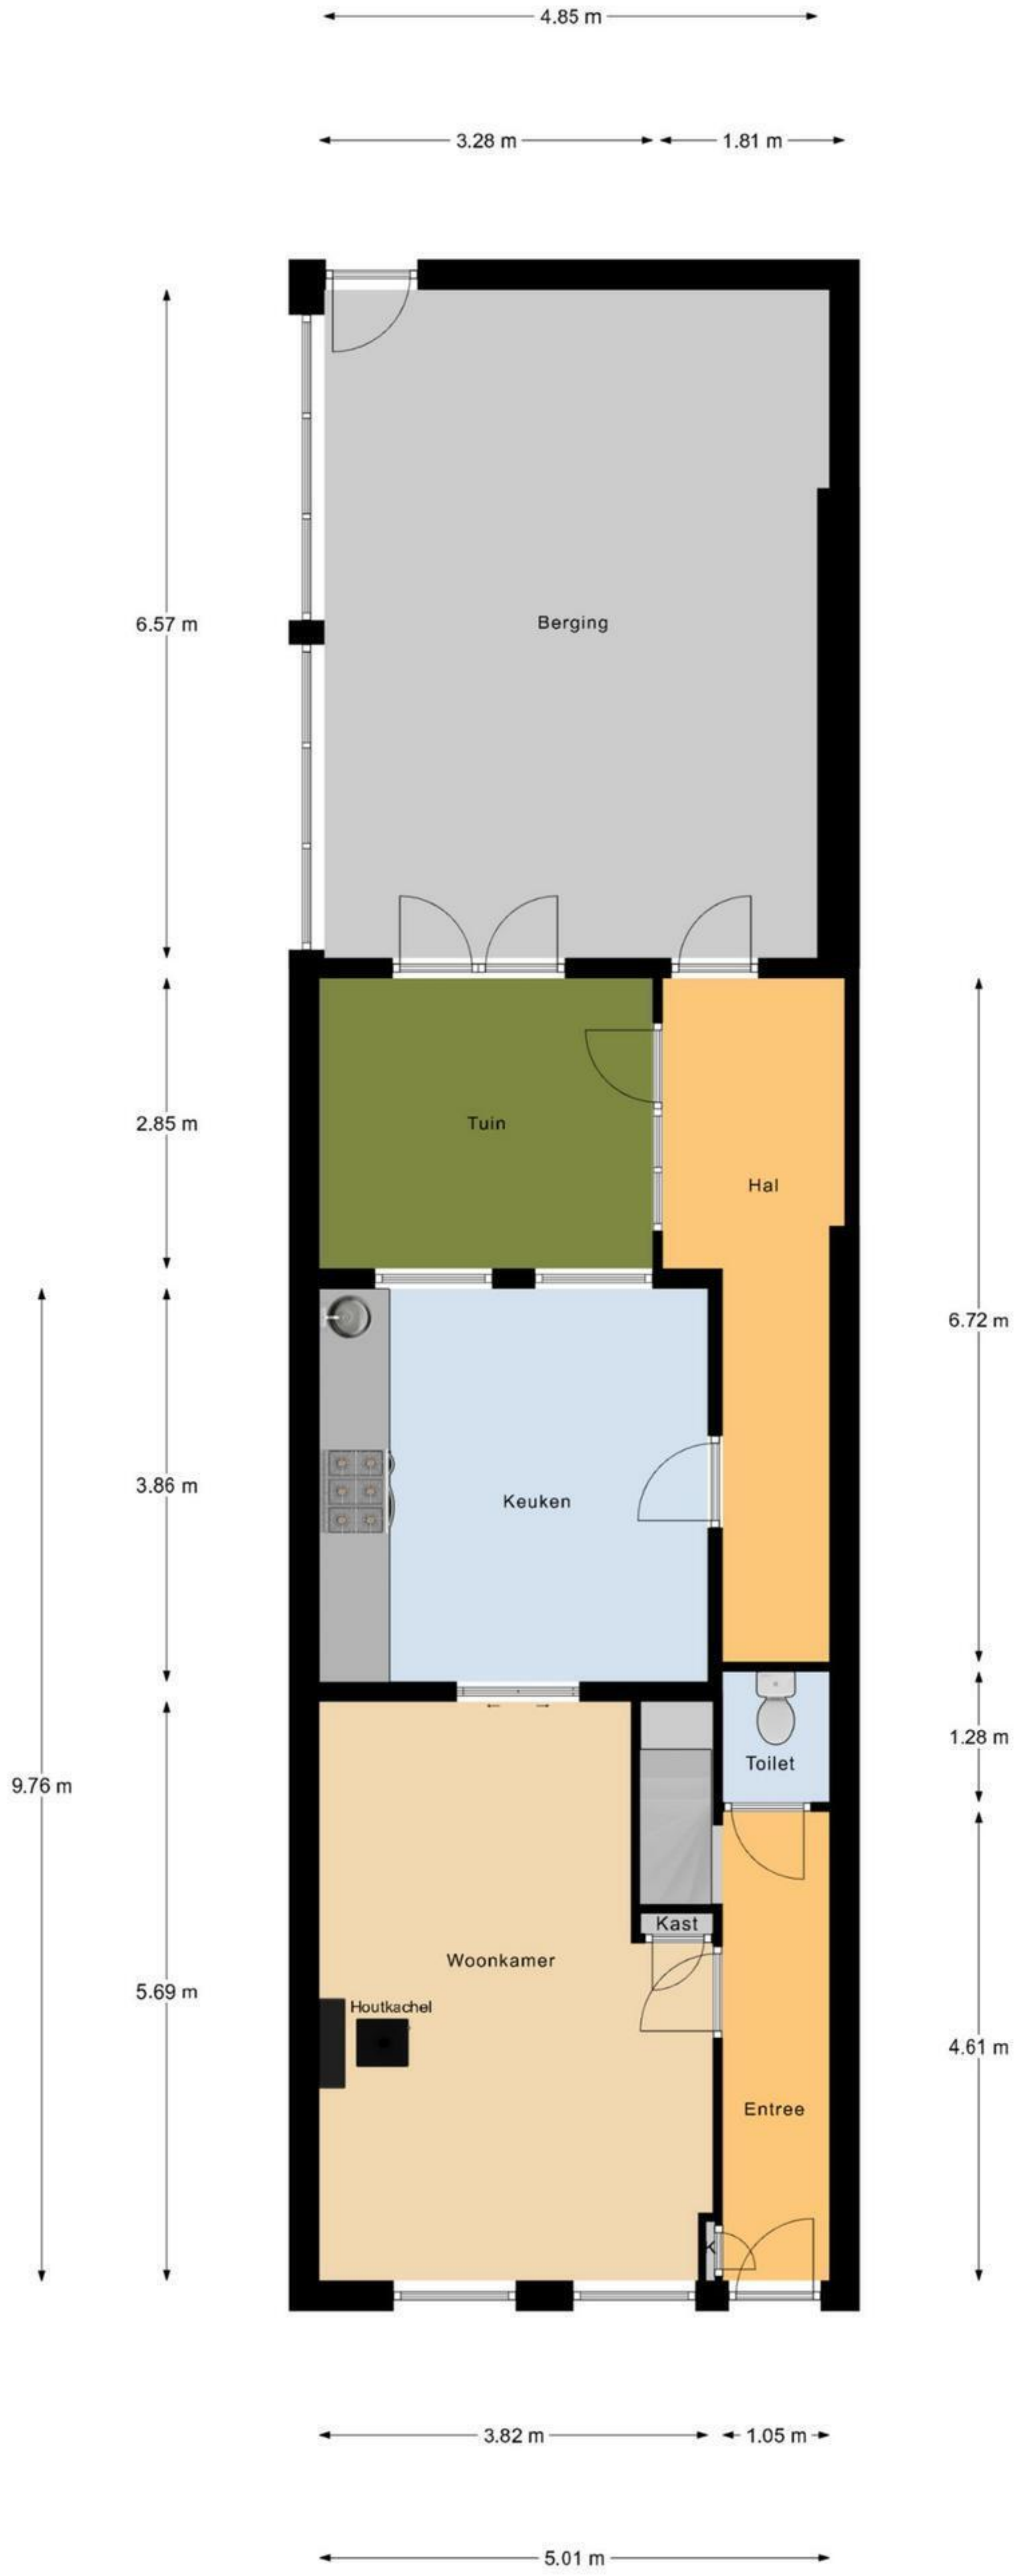 4.85 m
3.28 m
1.81 m
6.57 m
Berging
2.85 m
Tuin
Hal
6.72 m
3.86 m
Keuken
1.28 m
Toilet
9.76 m
Kast
Woonkamer
5.69 m
Houtkachel
4.61 m
Entree
K
3.82 m
1.05 m
5.01 m